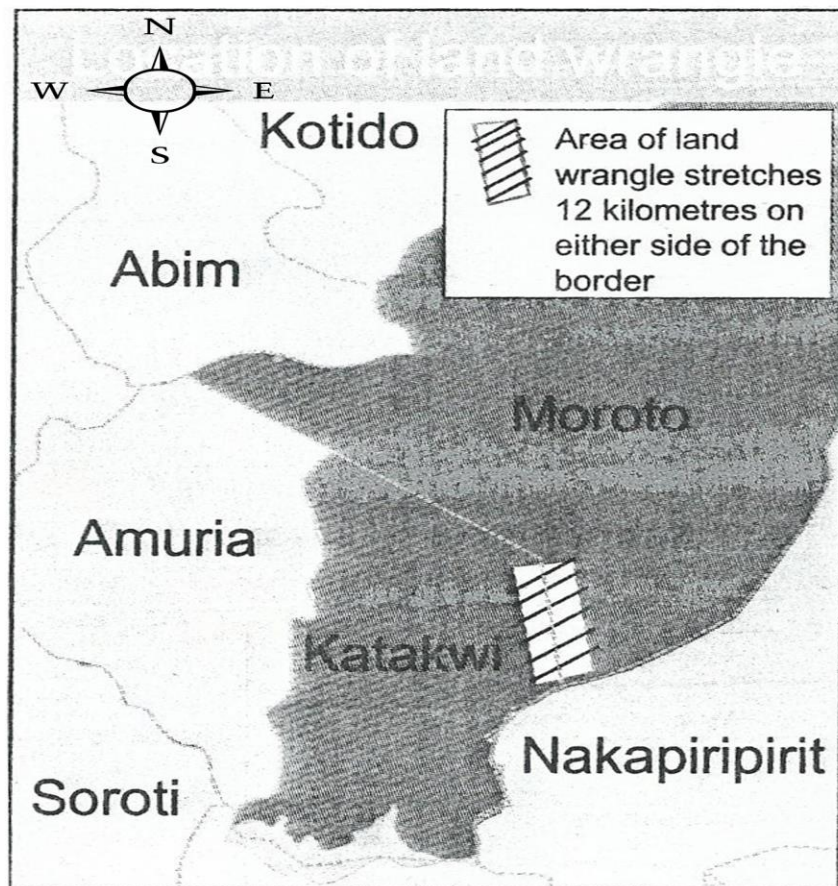 Location of land wrangle
N
W E
S
Kotido
Area of land
wrangle stretches
12 kilometres on
either side of the
border
Abim
Moroto
Amuria
Katakwi
Nakapiripirit
Soroti